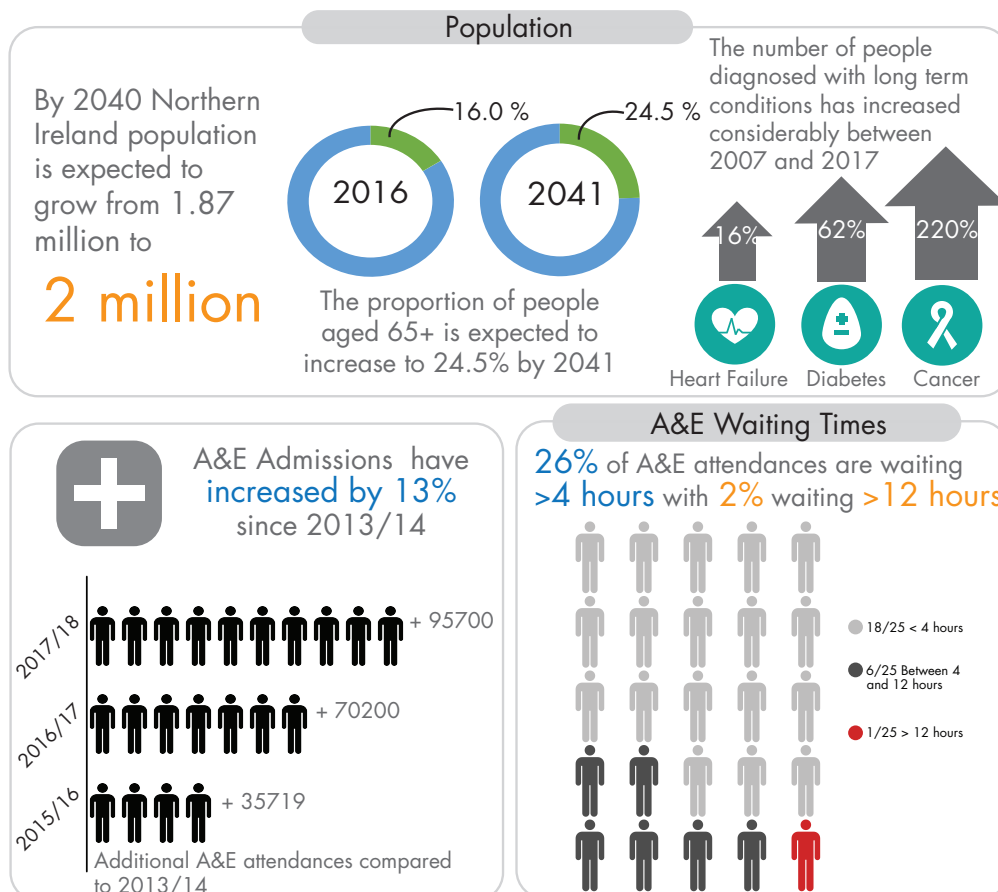 Population
By 2040 Northern
Ireland population
is expected to
grow from 1.87
million to
2 million
16.0 %
2016
24.5 %
2041
The proportion of people
aged 65+ is expected to
increase to 24.5% by 2041
The number of people
diagnosed with long term
conditions has increased
considerably between
2007 and 2017
16%
62%
220%
Heart Failure
Diabetes
Cancer
A&E Admissions have
increased by 13%
since 2013/14
2017/18
+ 95700
2016/17
+ 70200
2015/16
+ 35719
Additional A&E attendances compared
to 2013/14
A&E Waiting Times
26% of A&E attendances are waiting
>4 hours with 2% waiting >12 hours
18/25 < 4 hours
6/25 Between 4
and 12 hours
1/25 > 12 hours